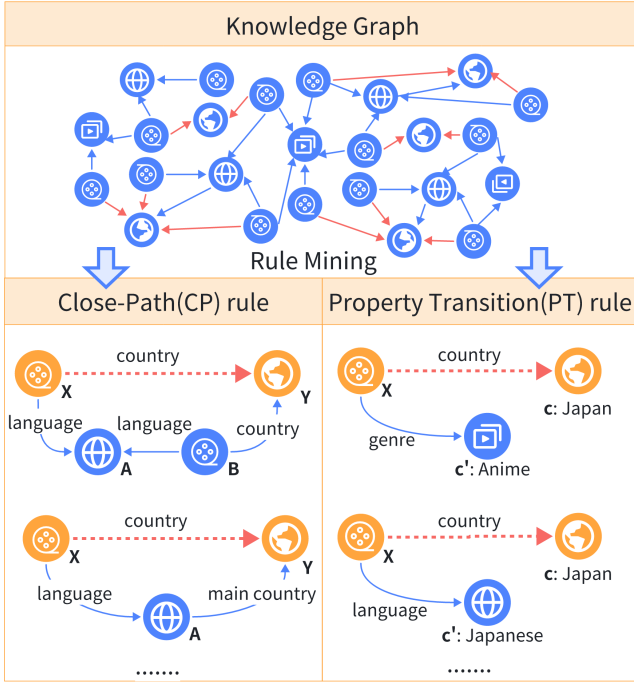 Knowledge Graph
Rule Mining
Close-Path(CP) rule
country
X
Y
language
language
country
A
B
country
X
Y
language
main country
A
.......
Property Transition(PT) rule
country
X
c: Japan
genre
c': Anime
country
X
c: Japan
language
c': Japanese
.......